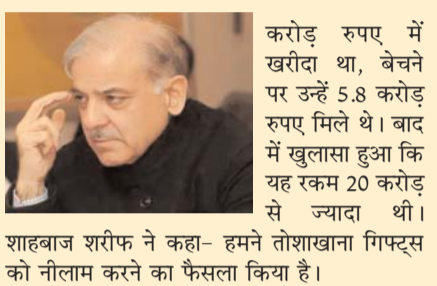 करोड़ रुपए में
खरीदा था, बेचने
पर उन्हें 5.8 करोड़
रुपए मिले थे। बाद
में खुलासा हुआ कि
यह रकम 20 करोड़
से ज्यादा थी।
शाहबाज शरीफ ने कहा- हमने तोशाखाना गिफ्ट्स
को नीलाम करने का फैसला किया है।